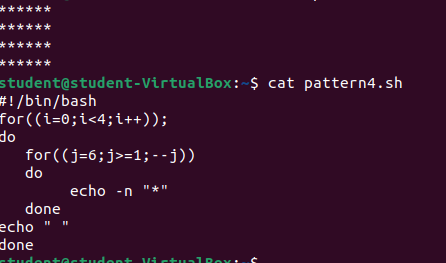 ******
******
******
******
student@student-VirtualBox:~$ cat pattern4.sh
#!/bin/bash
for((i=0;i<4;i++));
do
   for((j=6;j>=1;--j))
   do
        echo -n "*"
   done
echo " "
done
student@student-VirtualBox:~$